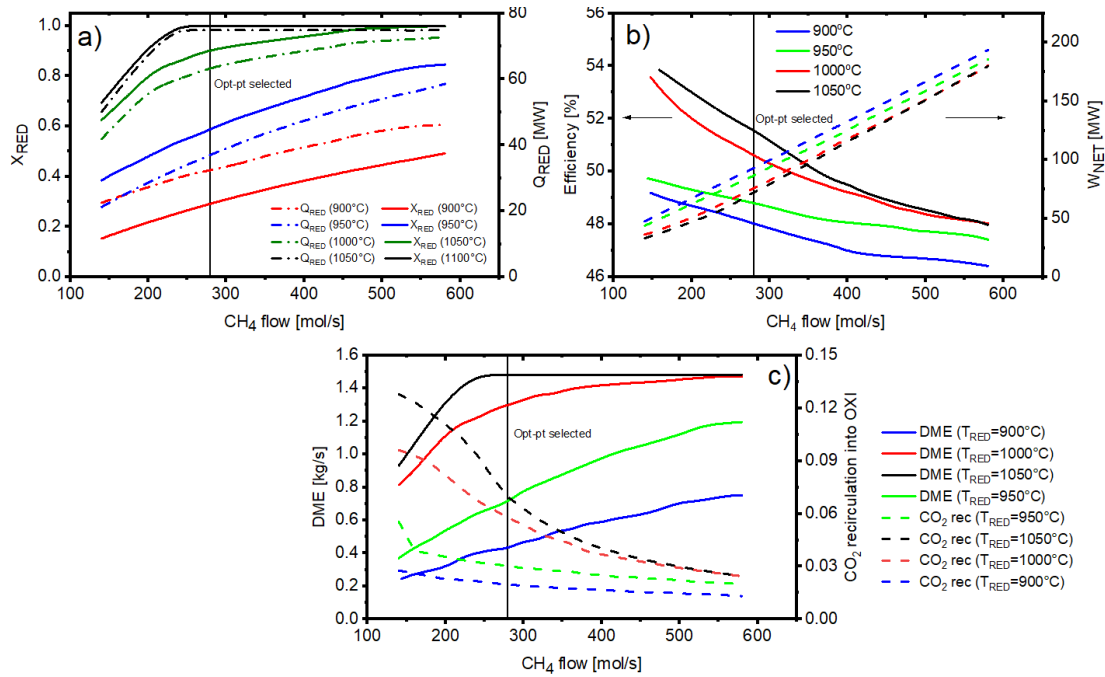 a)
1.0
0.8
0.6
0.4
0.2
0.0
X_RED
80
60
40
20
0
Q_RED [MW]
Opt-pt selected
Q_RED (900°C) X_RED (900°C)
Q_RED (950°C) X_RED (950°C)
Q_RED (1000°C) X_RED (1050°C)
Q_RED (1050°C) X_RED (1100°C)
100 200 300 400 500 600
CH₄ flow [mol/s]
b)
56
54
52
50
48
46
Efficiency [%]
900°C
950°C
1000°C
1050°C
Opt-pt selected
200
150
100
50
0
W_NET [MW]
100 200 300 400 500 600
CH₄ flow [mol/s]
c)
1.6
1.4
1.2
1.0
0.8
0.6
0.4
0.2
0.0
DME [kg/s]
Opt-pt selected
0.15
0.12
0.09
0.06
0.03
0.00
CO₂ recirculation into OXI
100 200 300 400 500 600
CH₄ flow [mol/s]
DME (T_RED=900°C)
DME (T_RED=1000°C)
DME (T_RED=1050°C)
DME (T_RED=950°C)
CO₂ rec (T_RED=950°C)
CO₂ rec (T_RED=1050°C)
CO₂ rec (T_RED=1000°C)
CO₂ rec (T_RED=900°C)